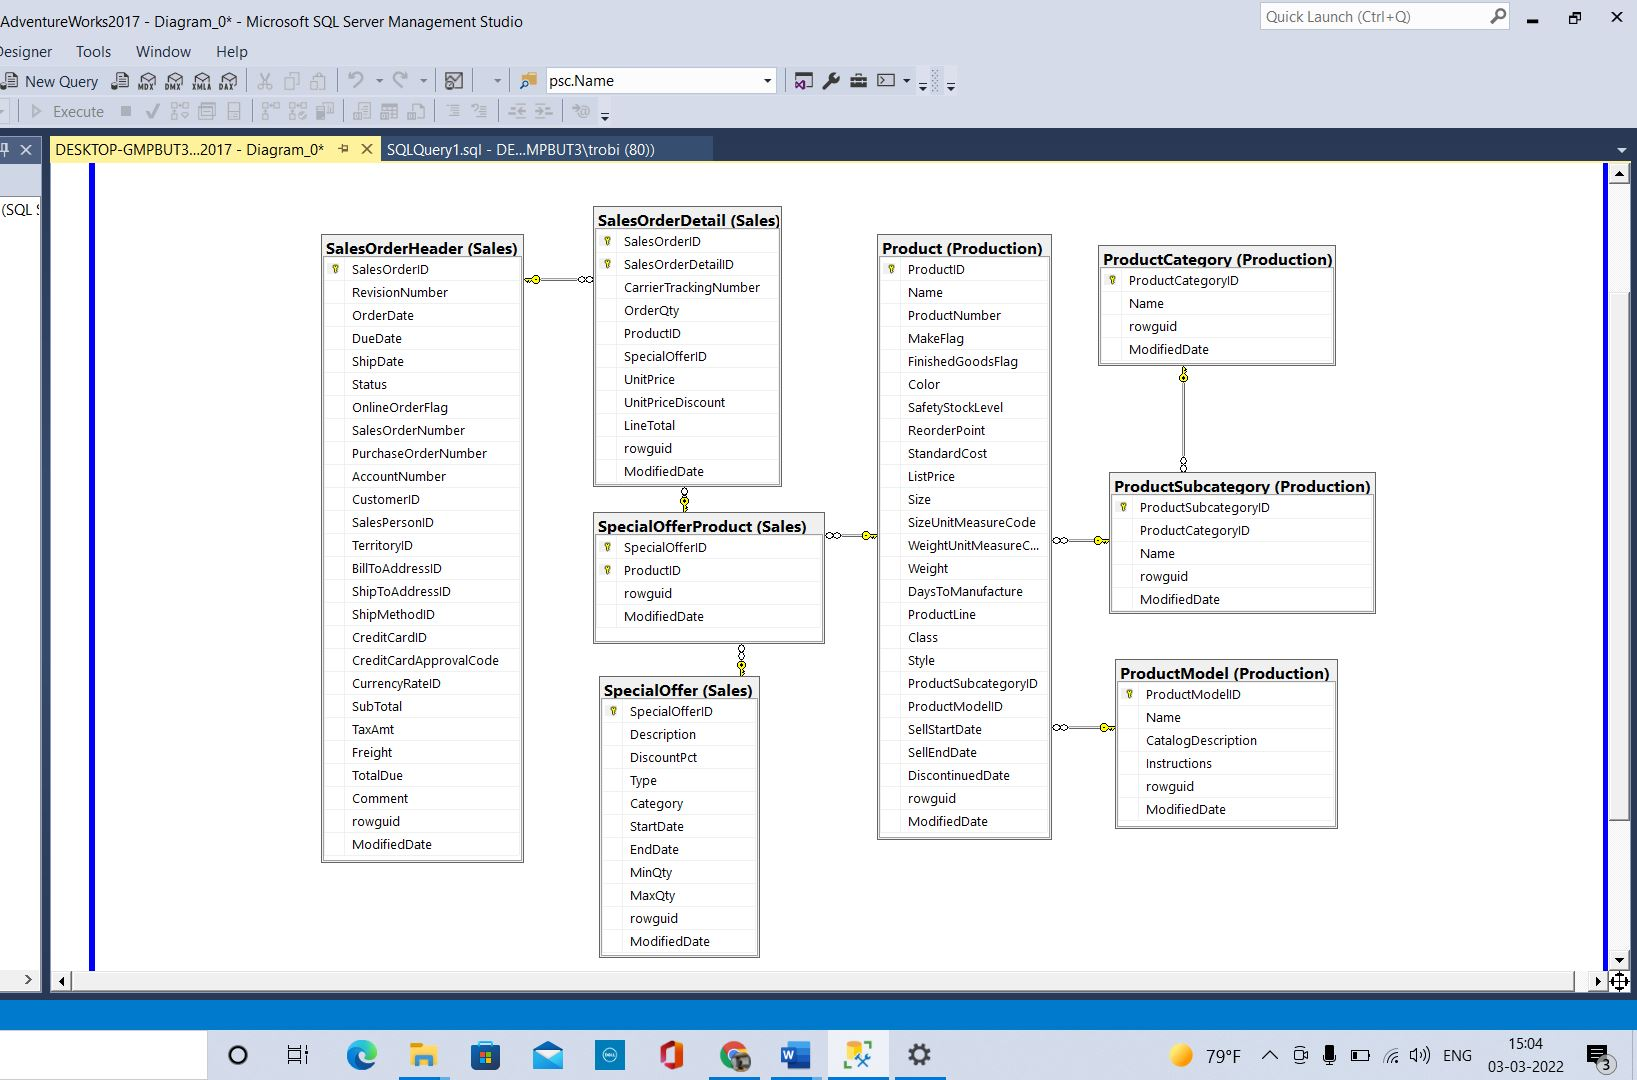 AdventureWorks2017 - Diagram_0* - Microsoft SQL Server Management Studio
Quick Launch (Ctrl+Q)
Designer Tools Window Help
New Query
MDX DMX XMLA DAX
psc.Name
Execute
DESKTOP-GMPBUT3...2017 - Diagram_0*
SQLQuery1.sql - DE...MPBUT3\trobi (80))
(SQL S
SalesOrderHeader (Sales)
SalesOrderID
RevisionNumber
OrderDate
DueDate
ShipDate
Status
OnlineOrderFlag
SalesOrderNumber
PurchaseOrderNumber
AccountNumber
CustomerID
SalesPersonID
TerritoryID
BillToAddressID
ShipToAddressID
ShipMethodID
CreditCardID
CreditCardApprovalCode
CurrencyRateID
SubTotal
TaxAmt
Freight
TotalDue
Comment
rowguid
ModifiedDate
SalesOrderDetail (Sales)
SalesOrderID
SalesOrderDetailID
CarrierTrackingNumber
OrderQty
ProductID
SpecialOfferID
UnitPrice
UnitPriceDiscount
LineTotal
rowguid
ModifiedDate
SpecialOfferProduct (Sales)
SpecialOfferID
ProductID
rowguid
ModifiedDate
SpecialOffer (Sales)
SpecialOfferID
Description
DiscountPct
Type
Category
StartDate
EndDate
MinQty
MaxQty
rowguid
ModifiedDate
Product (Production)
ProductID
Name
ProductNumber
MakeFlag
FinishedGoodsFlag
Color
SafetyStockLevel
ReorderPoint
StandardCost
ListPrice
Size
SizeUnitMeasureCode
WeightUnitMeasureC...
Weight
DaysToManufacture
ProductLine
Class
Style
ProductSubcategoryID
ProductModelID
SellStartDate
SellEndDate
DiscontinuedDate
rowguid
ModifiedDate
ProductCategory (Production)
ProductCategoryID
Name
rowguid
ModifiedDate
ProductSubcategory (Production)
ProductSubcategoryID
ProductCategoryID
Name
rowguid
ModifiedDate
ProductModel (Production)
ProductModelID
Name
CatalogDescription
Instructions
rowguid
ModifiedDate
DELL
79°F
ENG
15:04
03-03-2022
3